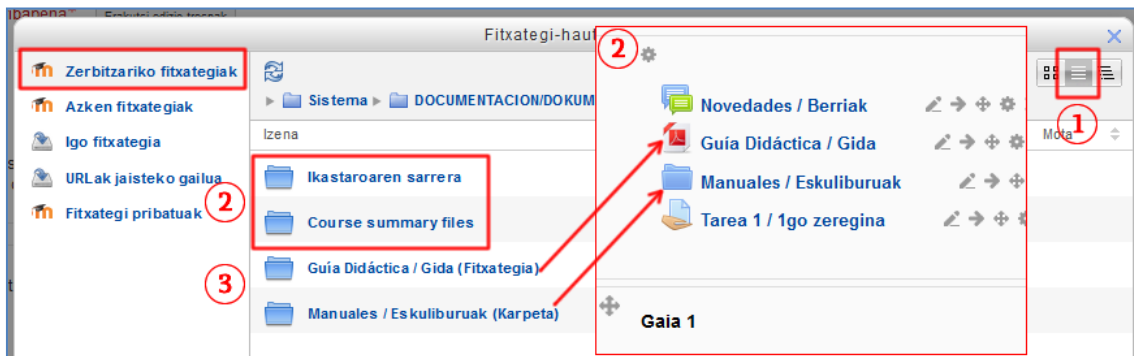 Fitxategi-haut
Zerbitzariko fitxategiak
Azken fitxategiak
Igo fitxategia
URLak jaisteko gailua
Fitxategi pribatuak
Sistema ▸ DOCUMENTACION/DOKUM
Izena
Mota
Ikastaroaren sarrera
Course summary files
Guía Didáctica / Gida (Fitxategia)
Manuales / Eskuliburuak (Karpeta)
1
2
3
2
Novedades / Berriak
Guía Didáctica / Gida
Manuales / Eskuliburuak
Tarea 1 / 1go zeregina
Gaia 1